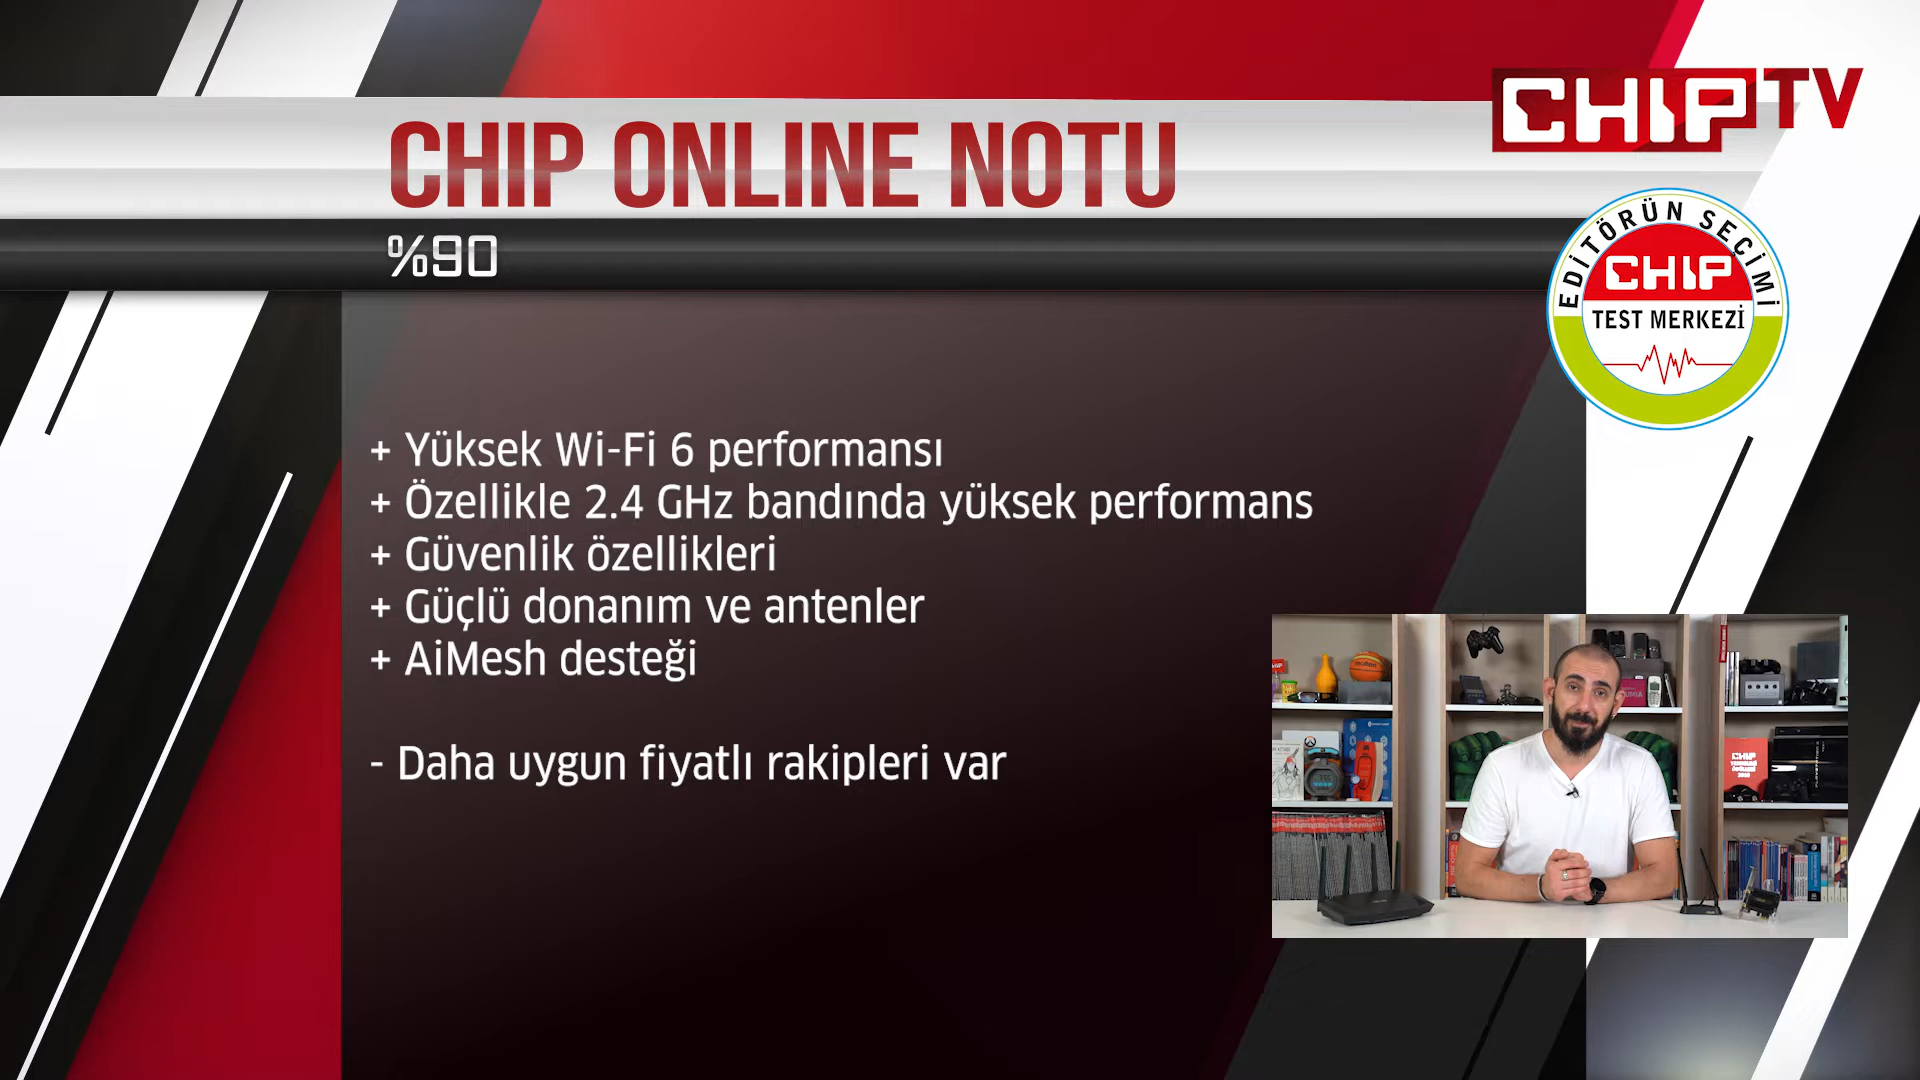 CHIP TV
CHIP ONLINE NOTU
%90
EDİTÖRÜN SEÇİMİ
CHIP
TEST MERKEZİ
+ Yüksek Wi-Fi 6 performansı
+ Özellikle 2.4 GHz bandında yüksek performans
+ Güvenlik özellikleri
+ Güçlü donanım ve antenler
+ AiMesh desteği
- Daha uygun fiyatlı rakipleri var
CHIP